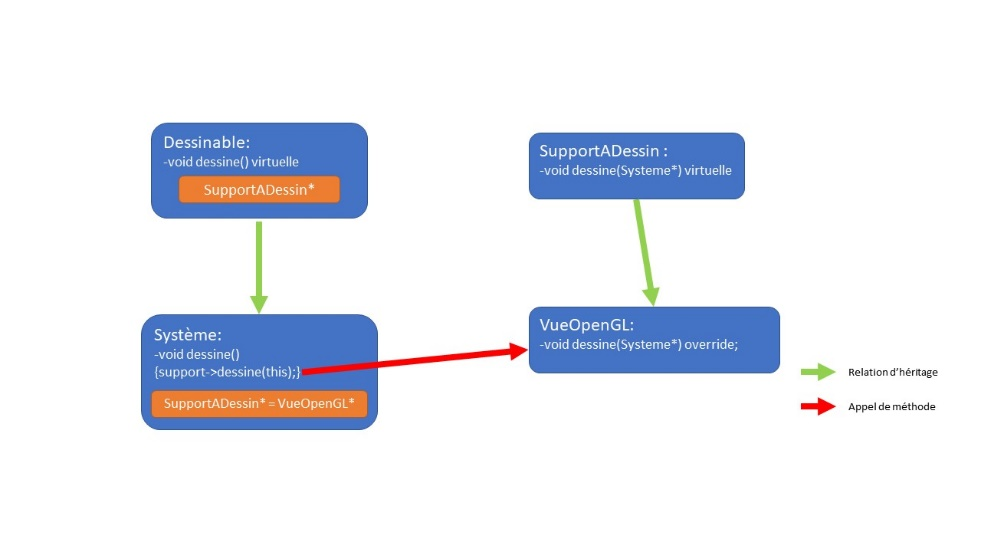 Dessinable:
-void dessine() virtuelle
SupportADessin*
SupportADessin :
-void dessine(Systeme*) virtuelle
Système:
-void dessine()
{support->dessine(this);}
SupportADessin* = VueOpenGL*
VueOpenGL:
-void dessine(Systeme*) override;
Relation d'héritage
Appel de méthode